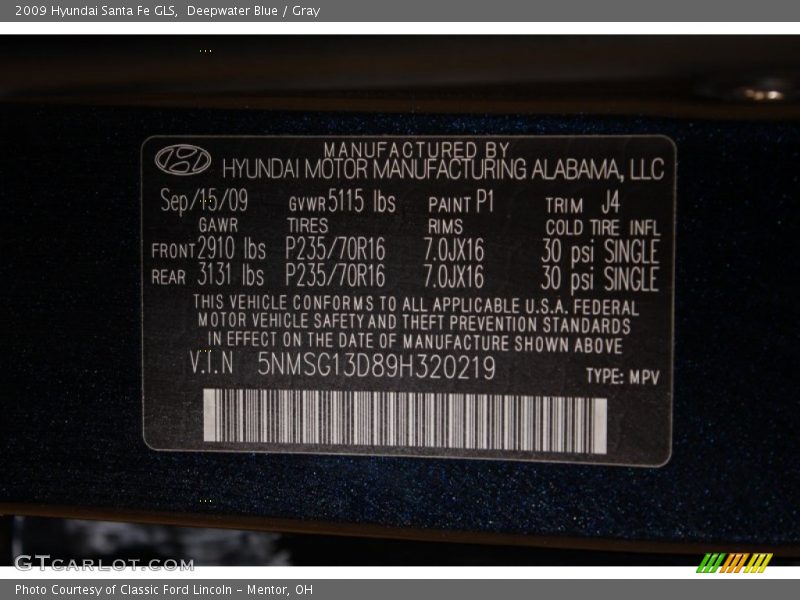 2009 Hyundai Santa Fe GLS, Deepwater Blue / Gray
MANUFACTURED BY
HYUNDAI MOTOR MANUFACTURING ALABAMA, LLC
Sep/15/09 GVWR 5115 lbs PAINT P1 TRIM J4
GAWR TIRES RIMS COLD TIRE INFL
FRONT 2910 lbs P235/70R16 7.0JX16 30 psi SINGLE
REAR 3131 lbs P235/70R16 7.0JX16 30 psi SINGLE
THIS VEHICLE CONFORMS TO ALL APPLICABLE U.S.A. FEDERAL
MOTOR VEHICLE SAFETY AND THEFT PREVENTION STANDARDS
IN EFFECT ON THE DATE OF MANUFACTURE SHOWN ABOVE
V.I.N 5NMSG13D89H320219
TYPE: MPV
GTcarlot.com
Photo Courtesy of Classic Ford Lincoln - Mentor, OH